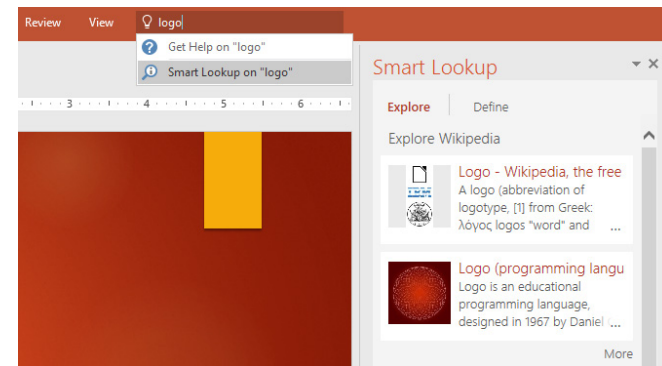 Review View logo
Get Help on "logo"
Smart Lookup on "logo"
Smart Lookup
3 4 5 6
Explore Define
Explore Wikipedia
Logo - Wikipedia, the free
A logo (abbreviation of
logotype, [1] from Greek:
λόγος logos "word" and ...
Logo (programming langu
Logo is an educational
programming language,
designed in 1967 by Daniel ...
More